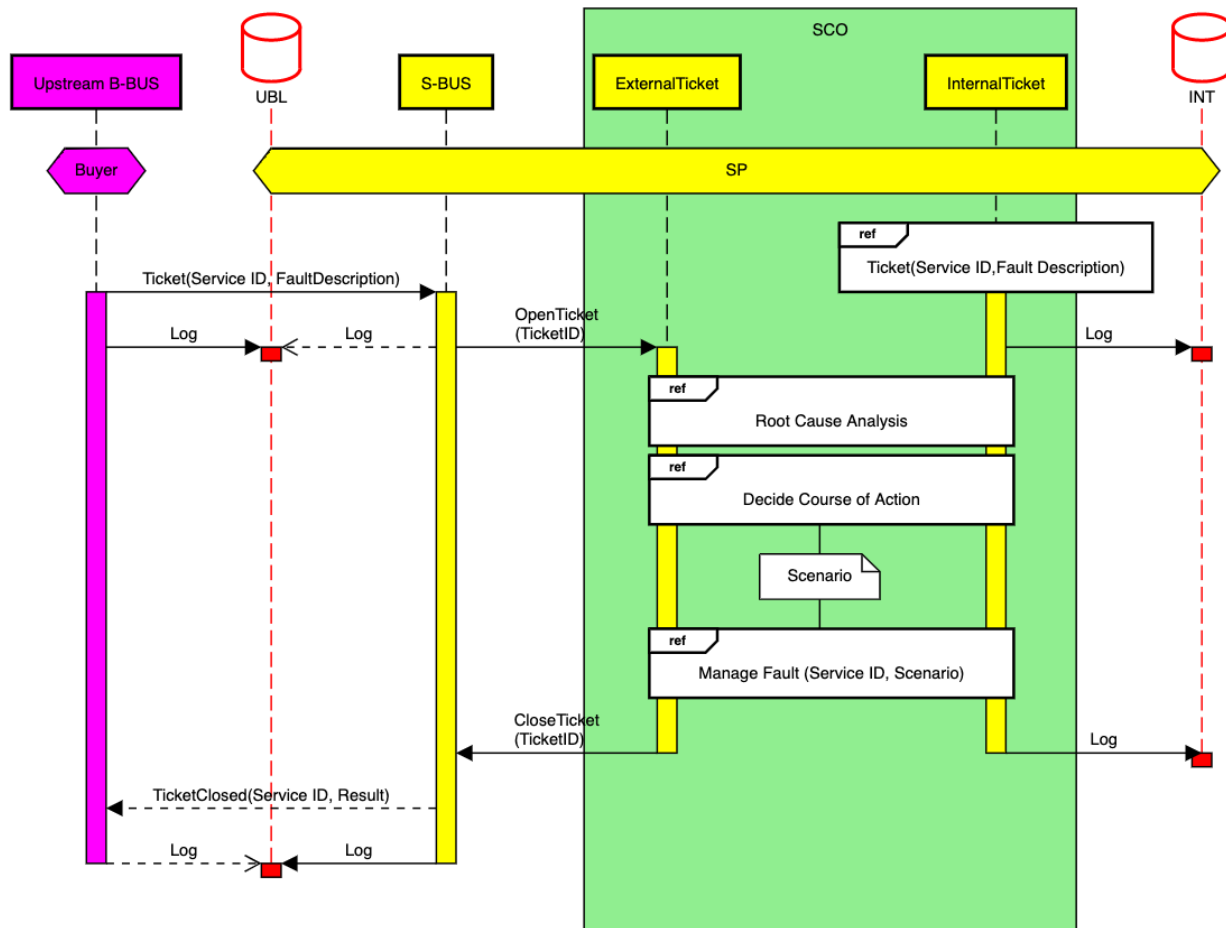 SCO
Upstream B-BUS
UBL
S-BUS
ExternalTicket
InternalTicket
INT
Buyer
SP
ref
Ticket(Service ID,Fault Description)
Ticket(Service ID, FaultDescription)
Log
Log
OpenTicket
(TicketID)
Log
ref
Root Cause Analysis
ref
Decide Course of Action
Scenario
ref
Manage Fault (Service ID, Scenario)
CloseTicket
(TicketID)
Log
TicketClosed(Service ID, Result)
Log
Log